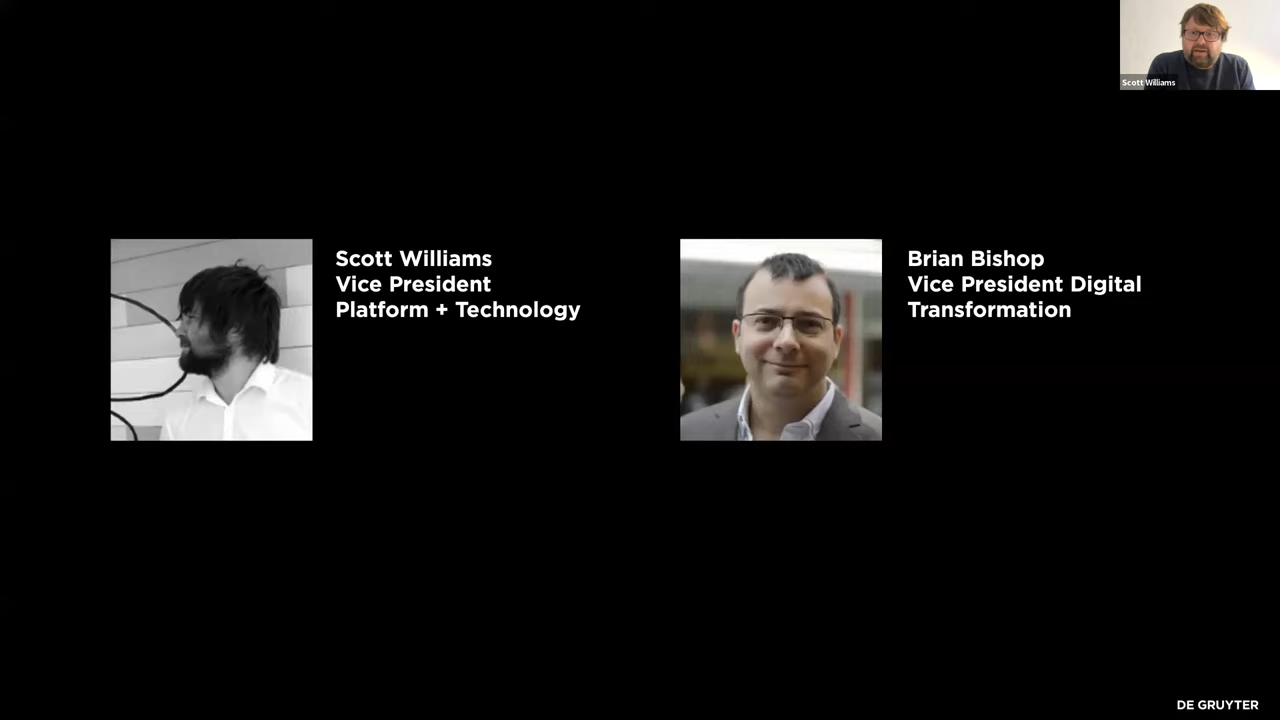 Scott Williams
Scott Williams
Vice President
Platform + Technology
Brian Bishop
Vice President Digital
Transformation
DE GRUYTER